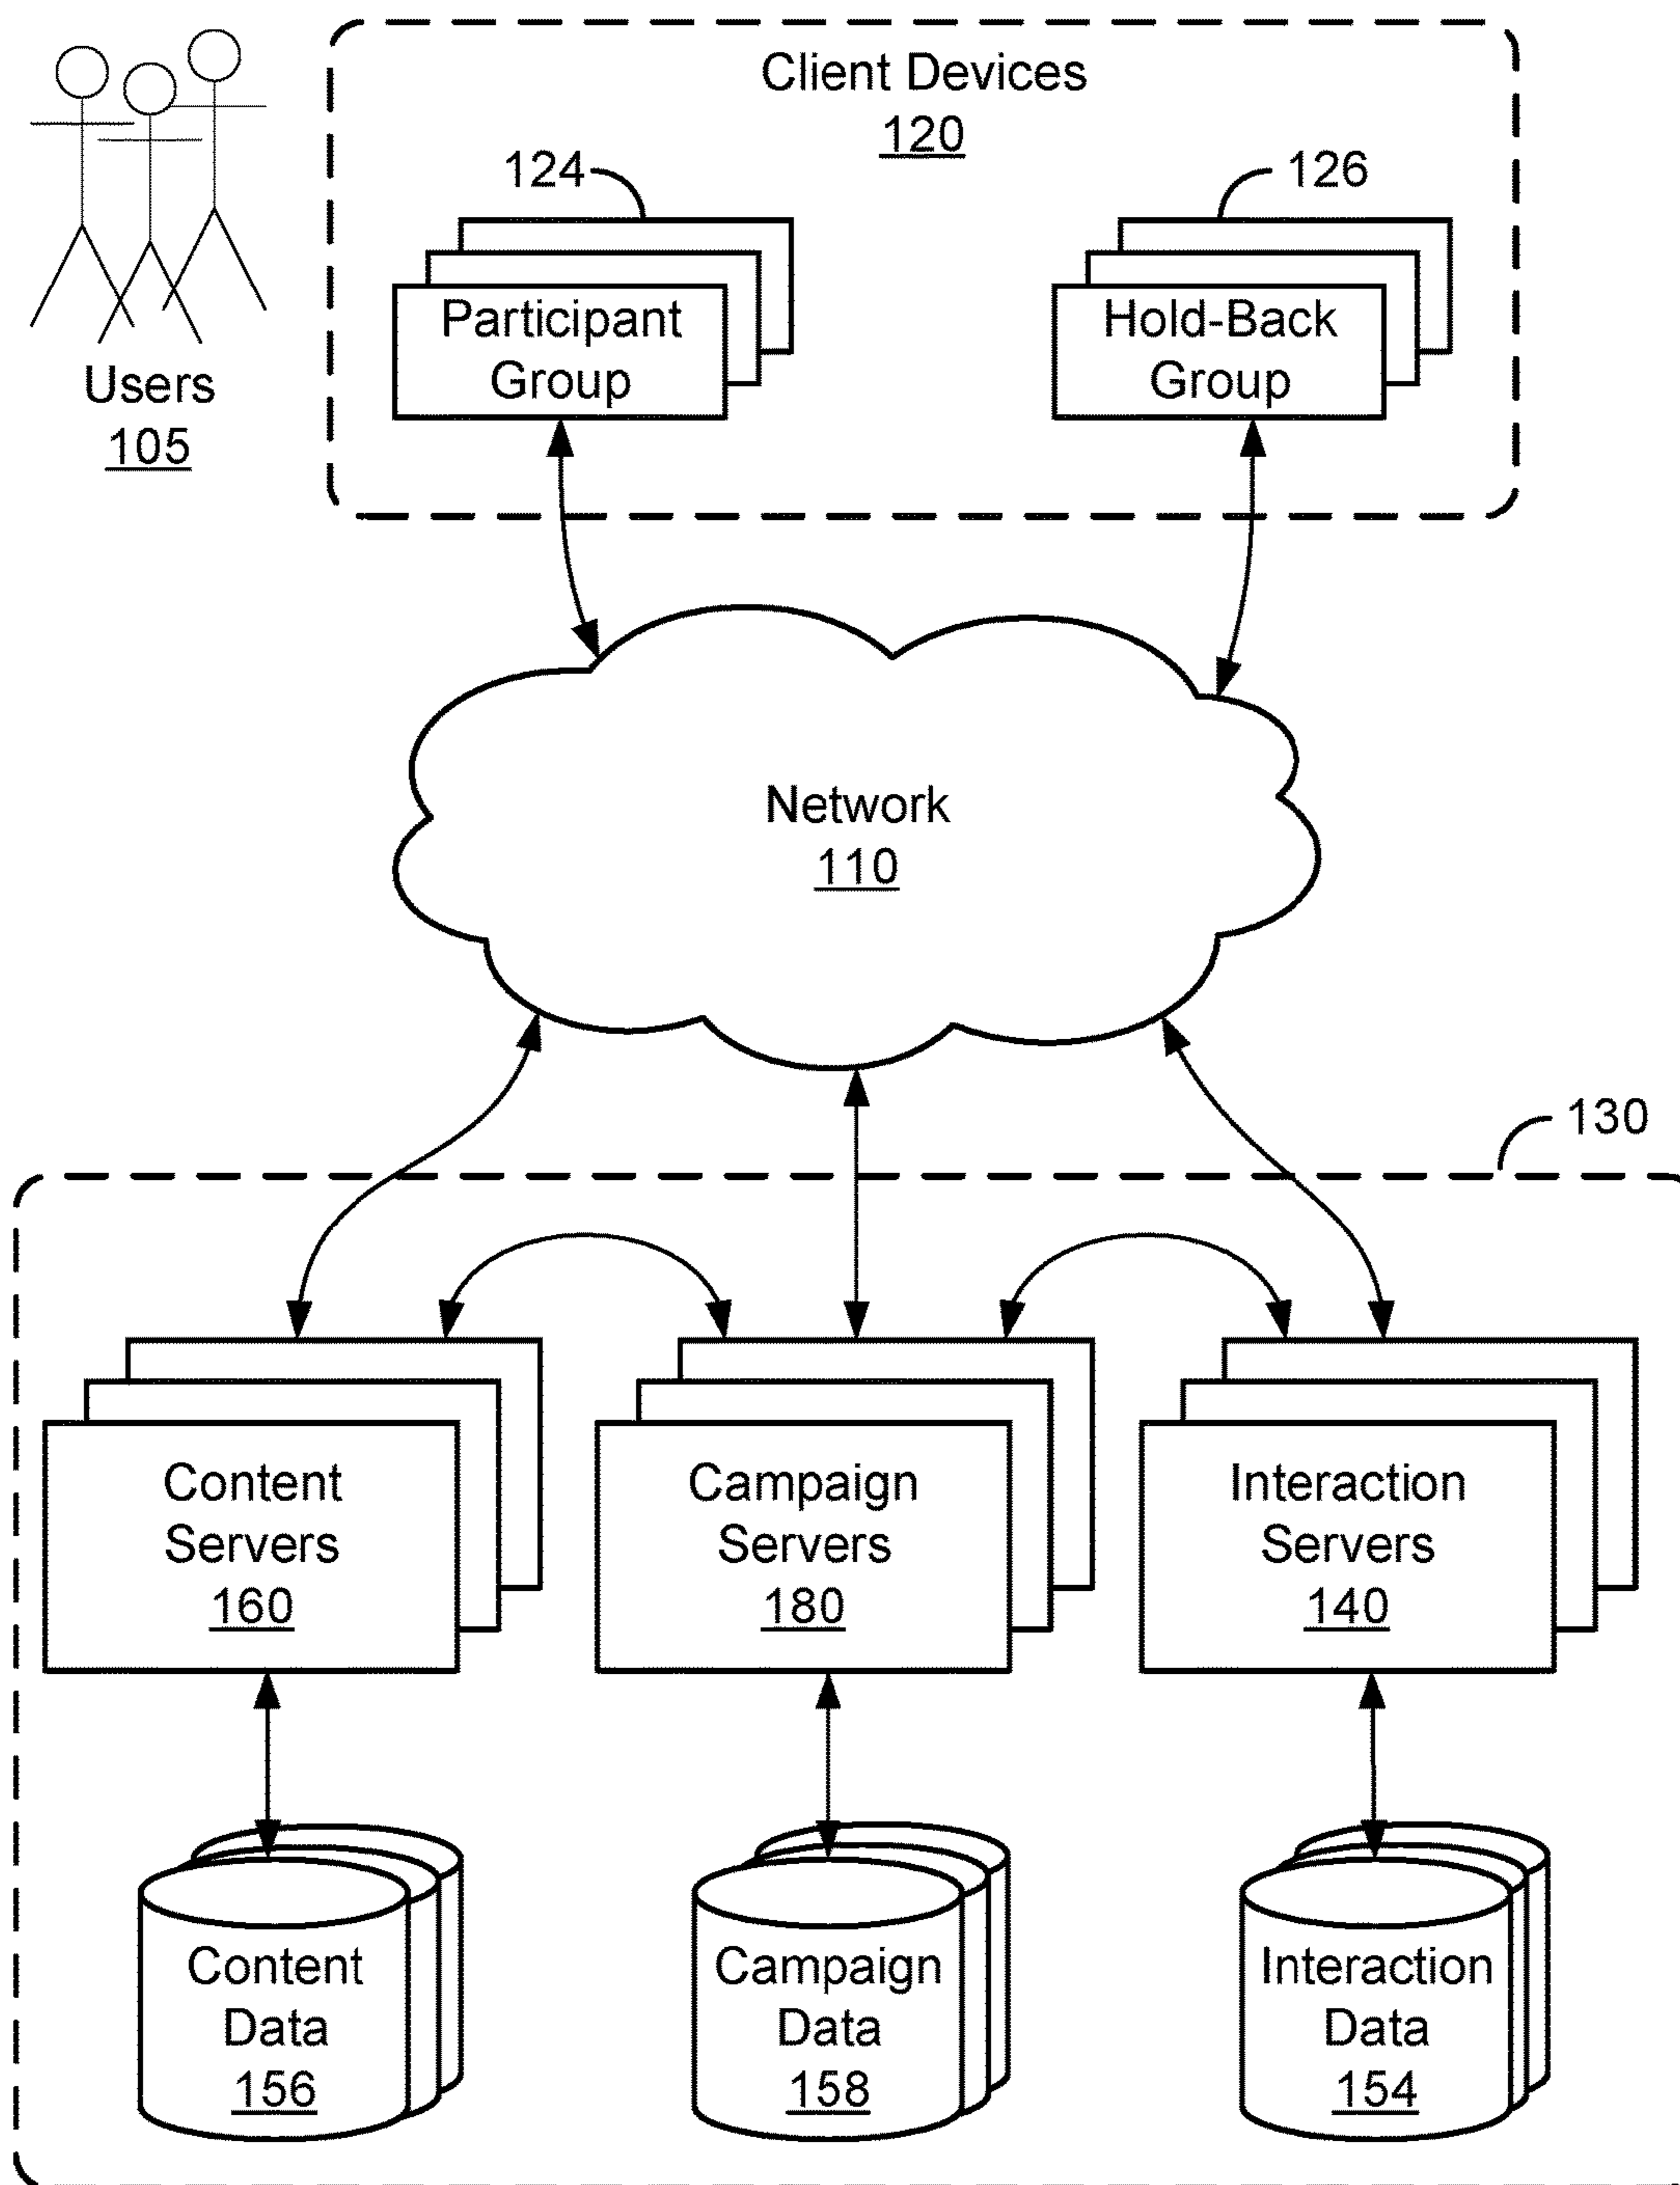 Client Devices
120
124
126
Participant
Group
Hold-Back
Group
Users
105
Network
110
130
Content
Servers
160
Campaign
Servers
180
Interaction
Servers
140
Content
Data
156
Campaign
Data
158
Interaction
Data
154